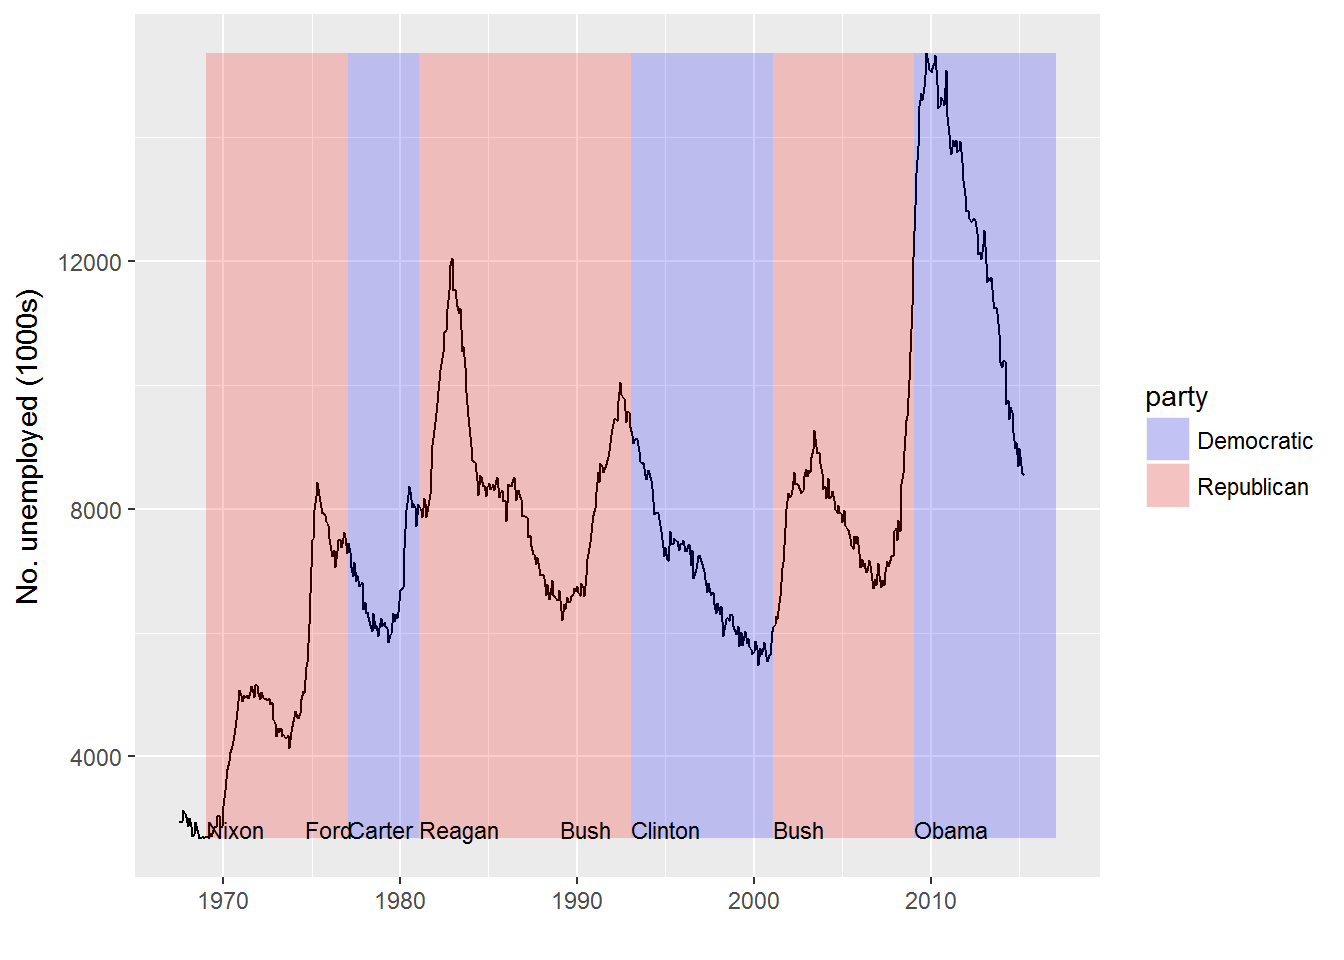 No. unemployed (1000s)
12000
8000
4000
Nixon Ford Carter Reagan Bush Clinton Bush Obama
1970 1980 1990 2000 2010
party
Democratic
Republican